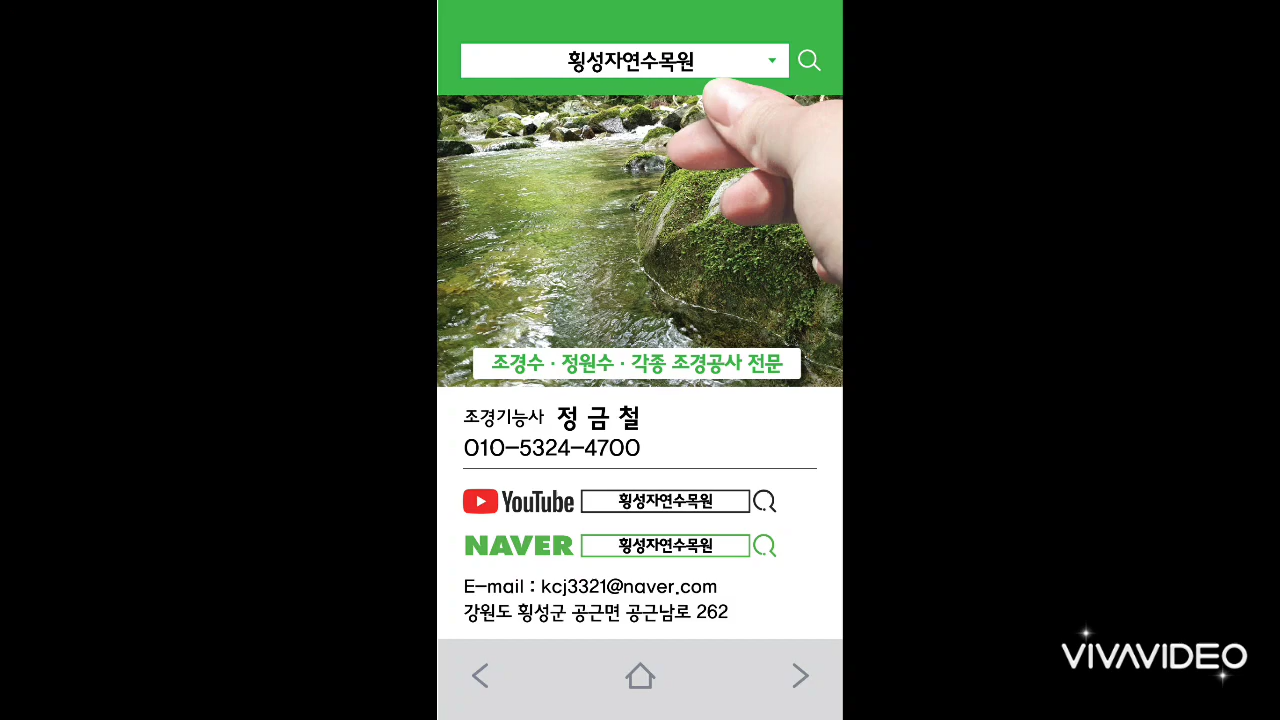 횡성자연수목원
조경수 · 정원수 · 각종 조경공사 전문
조경기능사 정 금 철
010-5324-4700
YouTube 횡성자연수목원
NAVER 횡성자연수목원
E-mail : kcj3321@naver.com
강원도 횡성군 공근면 공근남로 262
VIVAVIDEO